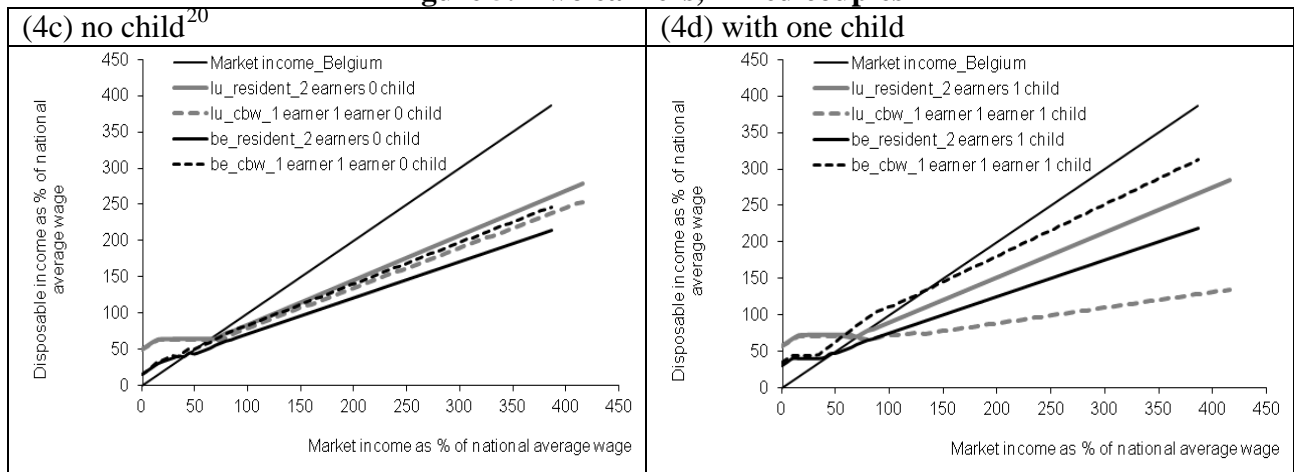 (4c) no child20
450
400
350
300
250
200
150
100
50
0
Disposable income as % of national
average wage
Market income_Belgium
lu_resident_2 earners 0 child
lu_cbw_1 earner 1 earner 0 child
be_resident_2 earners 0 child
be_cbw_1 earner 1 earner 0 child
0 50 100 150 200 250 300 350 400 450
Market income as % of national average wage
(4d) with one child
450
400
350
300
250
200
150
100
50
0
Disposable income as % of national
average wage
Market income_Belgium
lu_resident_2 earners 1 child
lu_cbw_1 earner 1 earner 1 child
be_resident_2 earners 1 child
be_cbw_1 earner 1 earner 1 child
0 50 100 150 200 250 300 350 400 450
Market income as % of national average wage